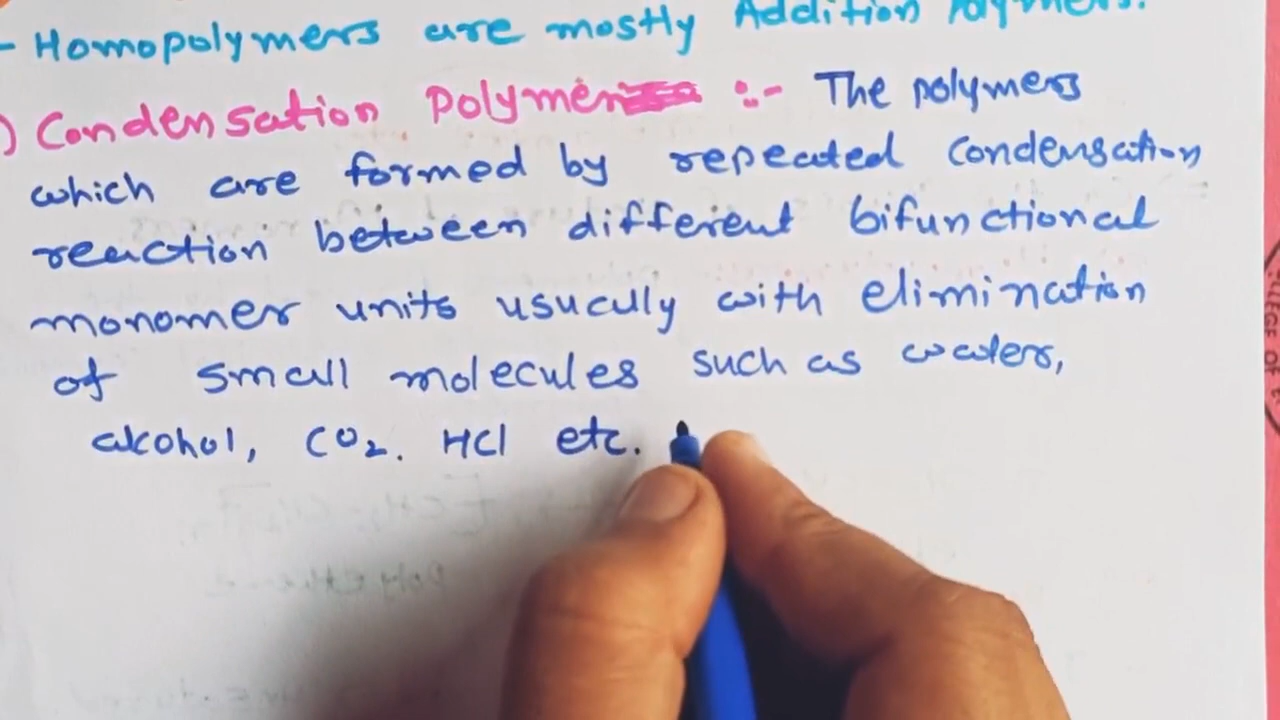 - Homopolymers are mostly Addition Polymers.
) Condensation Polymer :- The polymers
which are formed by repeated condensation
reaction between different bifunctional
monomer units usually with elimination
of small molecules such as waters,
alcohol, CO₂. HCl etc.